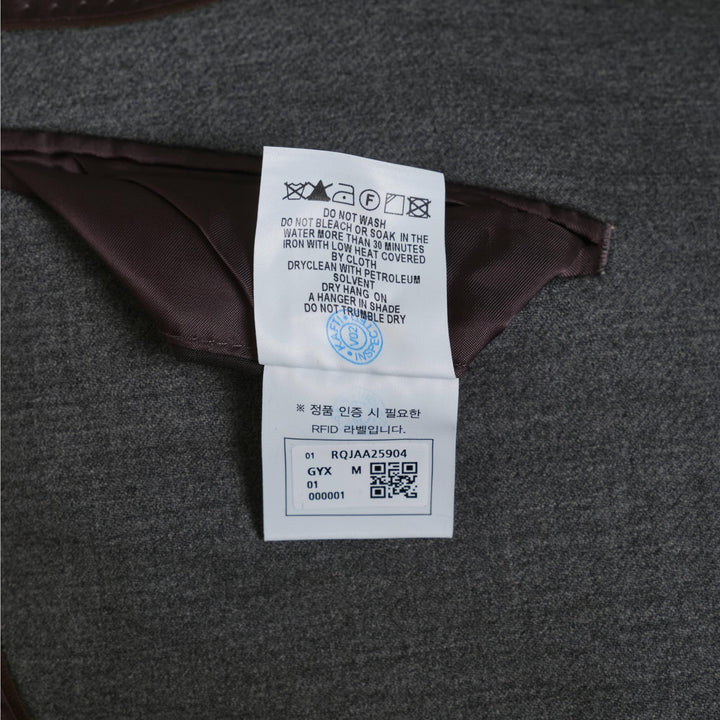 F
DO NOT WASH
DO NOT BLEACH OR SOAK IN THE
WATER MORE THAN 30 MINUTES
IRON WITH LOW HEAT COVERED
BY CLOTH
DRYCLEAN WITH PETROLEUM
SOLVENT
DRY HANG ON
A HANGER IN SHADE
DO NOT TRUMBLE DRY
V02
※ 정품 인증 시 필요한
RFID 라벨입니다.
01 RQJAA25904
GYX M
01
000001